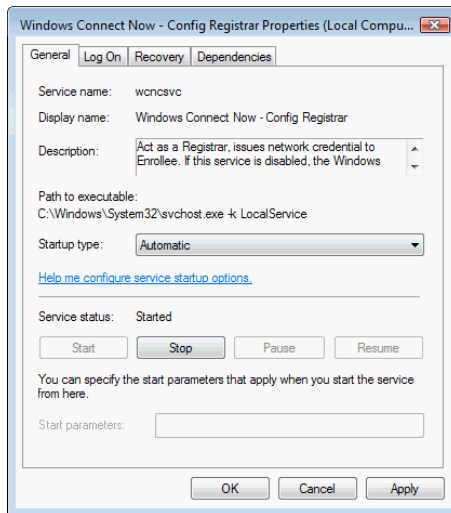 Windows Connect Now - Config Registrar Properties (Local Compu...
General Log On Recovery Dependencies
Service name: wcncsvc
Display name: Windows Connect Now - Config Registrar
Description: Act as a Registrar, issues network credential to
Enrollee. If this service is disabled, the Windows
Path to executable:
C:\Windows\System32\svchost.exe -k LocalService
Startup type: Automatic
Help me configure service startup options.
Service status: Started
Start Stop Pause Resume
You can specify the start parameters that apply when you start the service
from here.
Start parameters:
OK Cancel Apply